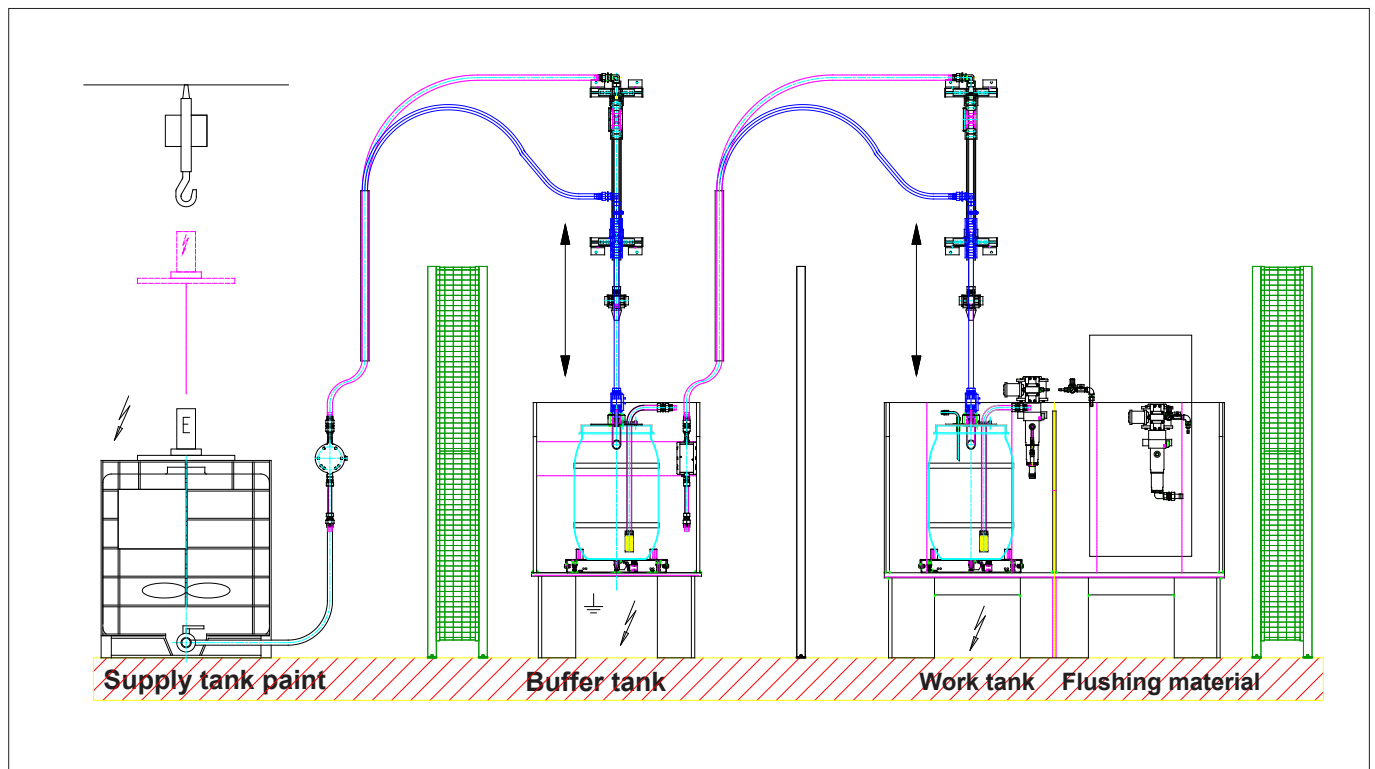 E
Supply tank paint
Buffer tank
Work tank
Flushing material